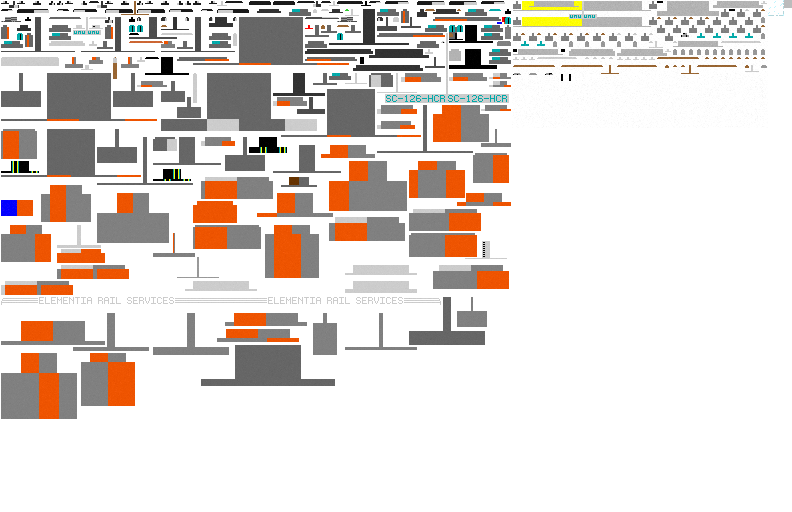 SC-126-HCR SC-126-HCR
ELEMENTIA RAIL SERVICES ELEMENTIA RAIL SERVICES